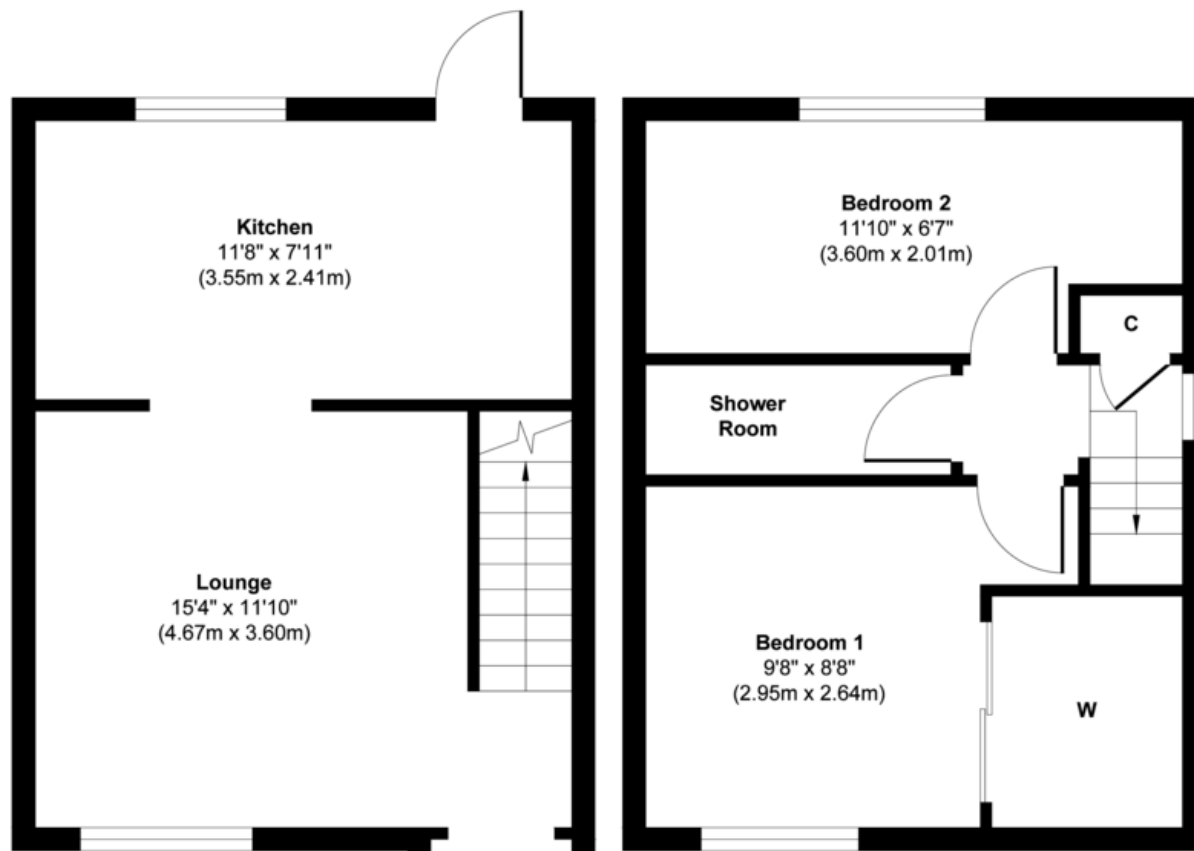 Kitchen
11'8" x 7'11"
(3.55m x 2.41m)
Lounge
15'4" x 11'10"
(4.67m x 3.60m)
Bedroom 2
11'10" x 6'7"
(3.60m x 2.01m)
C
Shower
Room
Bedroom 1
9'8" x 8'8"
(2.95m x 2.64m)
W